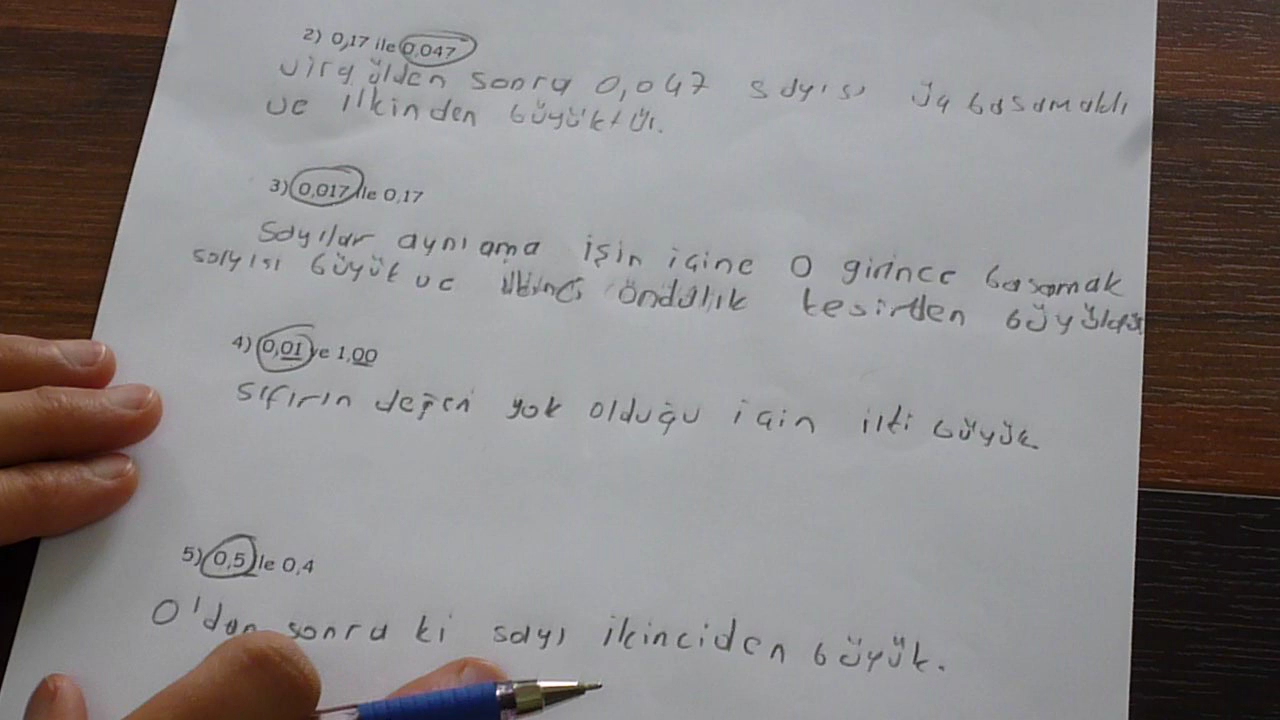 2) 0,17 ile 0,047
virgülden sonra 0,047 sayısı üç basamaklı
ve ilkinden büyüktür.
3) 0,017 ile 0,17
Sayılar aynı ama işin içine 0 girince basamak
sayısı büyük ve ikinci öndalık kesirden büyüktür
4) 0,01 ve 1,00
Sıfırın değeri yok olduğu için ilki büyük
5) 0,5 ile 0,4
0'dan sonra ki sayı ikinciden büyük.